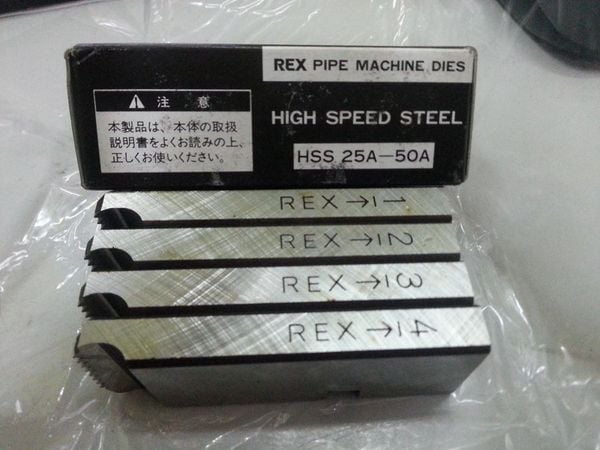 REX PIPE MACHINE DIES
HIGH SPEED STEEL
HSS 25A-50A
注 意
本製品は、本体の取扱
説明書をよくお読みの上、
正しくお使いください。
REX 1
REX 2
REX 3
REX 4